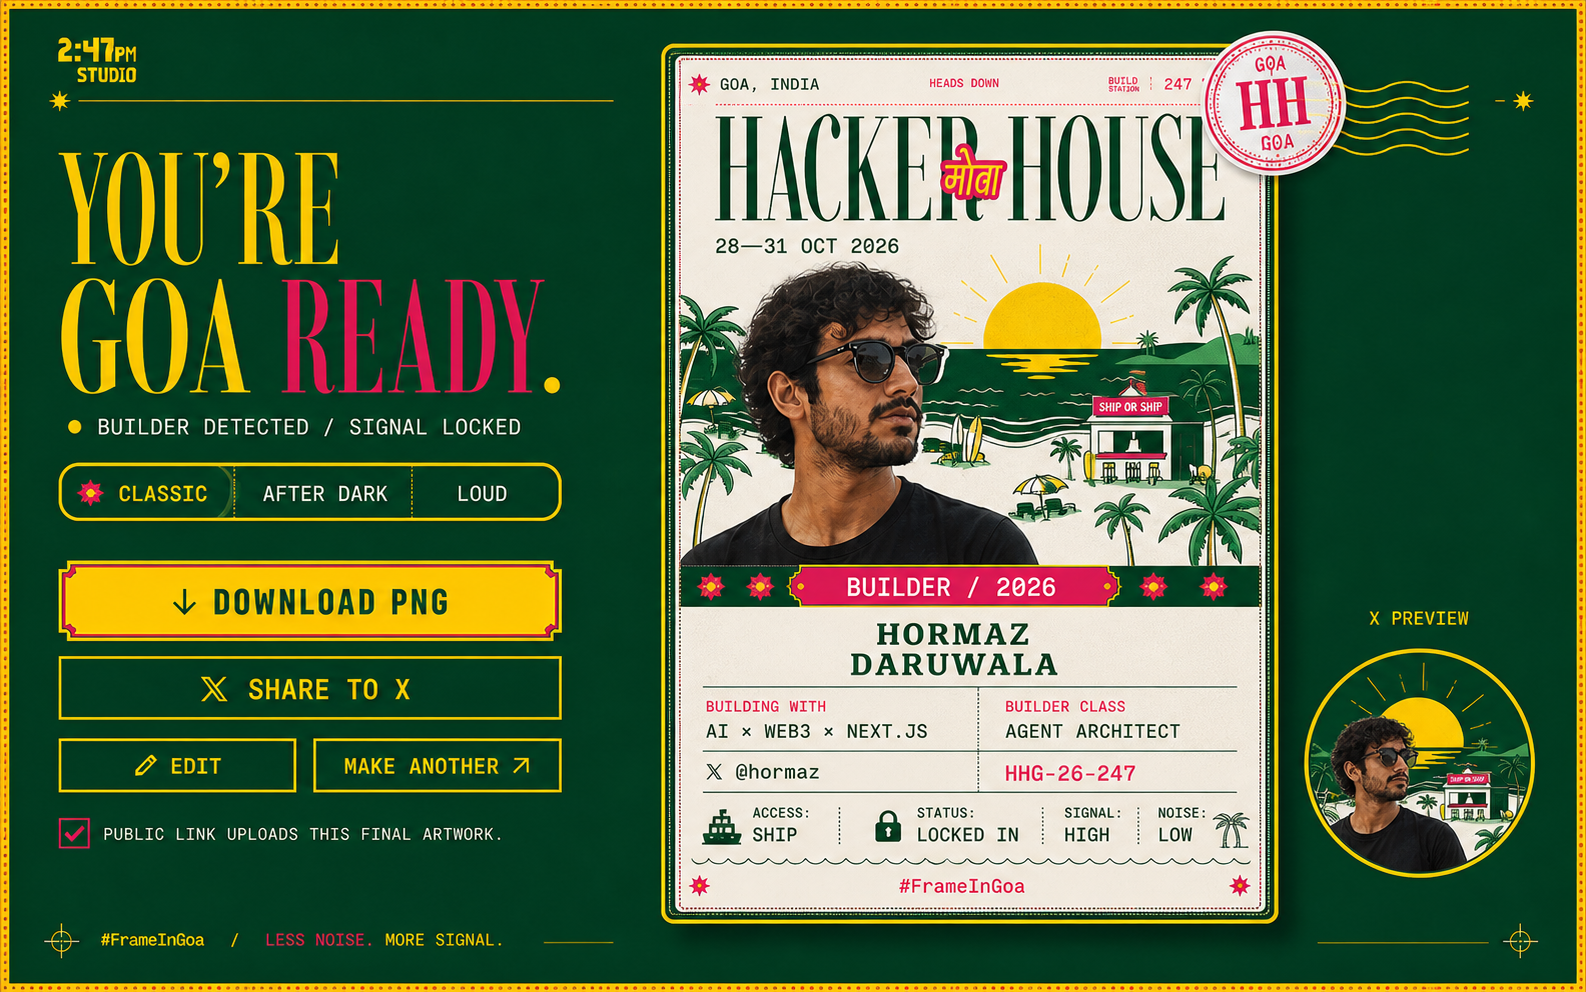 2:47PM
STUDIO
YOU'RE
GOA READY.
BUILDER DETECTED / SIGNAL LOCKED
CLASSIC
AFTER DARK
LOUD
↓ DOWNLOAD PNG
SHARE TO X
EDIT
MAKE ANOTHER ↗
PUBLIC LINK UPLOADS THIS FINAL ARTWORK.
#FrameInGoa / LESS NOISE. MORE SIGNAL.
GOA, INDIA
HEADS DOWN
BUILD
STATION
247
GOA
HH
GOA
HACKER HOUSE
मोवा
28—31 OCT 2026
SHIP OR SHIP
BUILDER / 2026
HORMAZ
DARUWALA
BUILDING WITH
AI × WEB3 × NEXT.JS
BUILDER CLASS
AGENT ARCHITECT
X @hormaz
HHG-26-247
ACCESS:
SHIP
STATUS:
LOCKED IN
SIGNAL:
HIGH
NOISE:
LOW
#FrameInGoa
X PREVIEW
SHIP OR SHIP